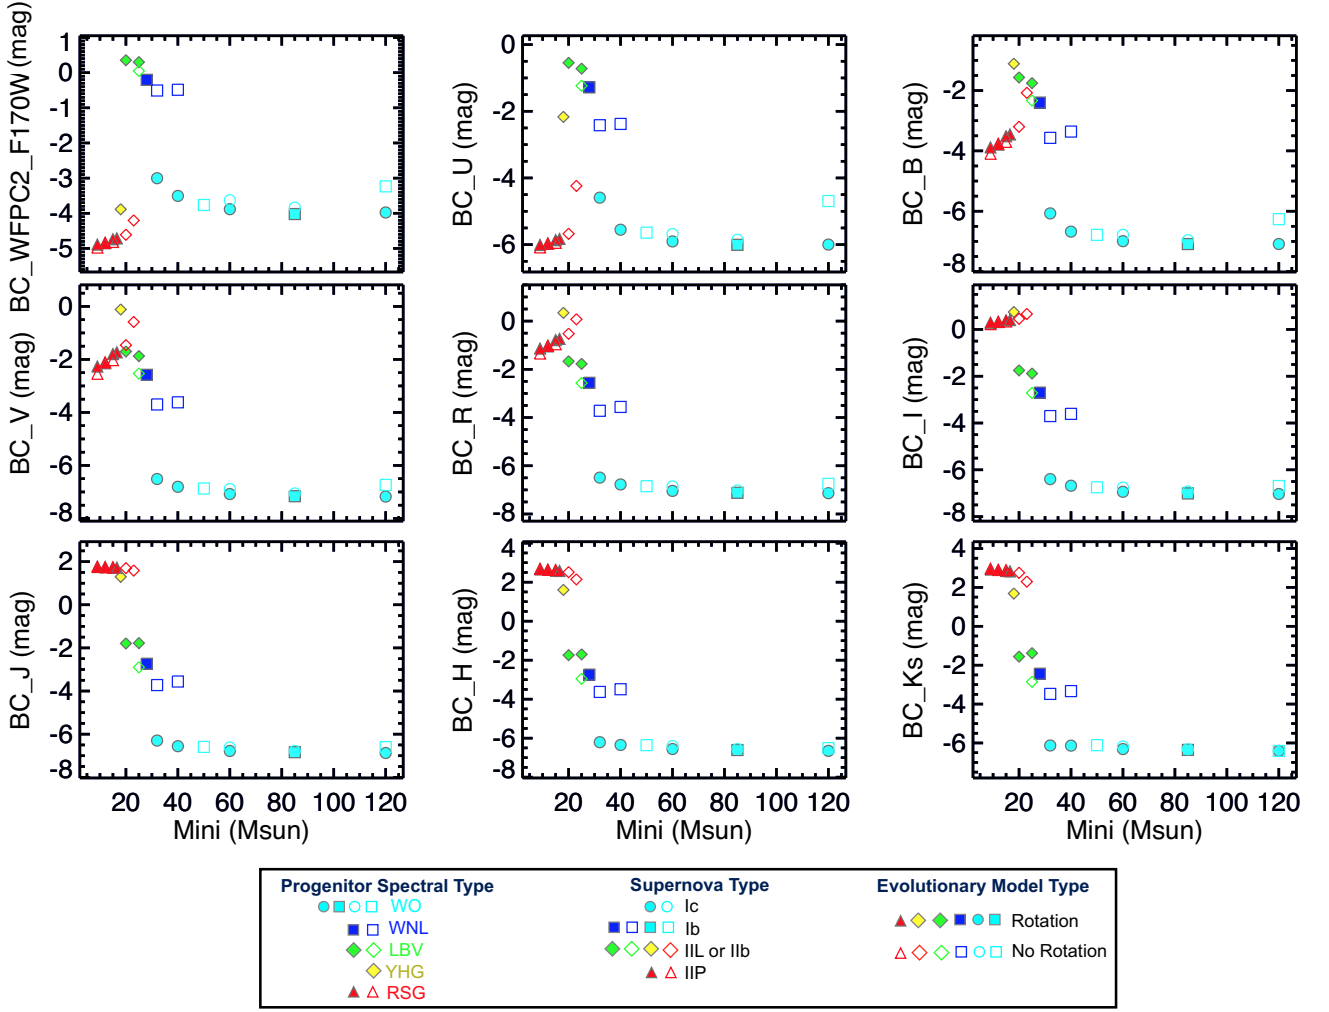 BC_WFPC2_F170W (mag)
1
0
-1
-2
-3
-4
-5
BC_U (mag)
0
-2
-4
-6
BC_B (mag)
-2
-4
-6
-8
BC_V (mag)
0
-2
-4
-6
-8
BC_R (mag)
0
-2
-4
-6
-8
BC_I (mag)
0
-2
-4
-6
-8
BC_J (mag)
2
0
-2
-4
-6
-8
20 40 60 80 100 120
Mini (Msun)
BC_H (mag)
4
2
0
-2
-4
-6
-8
20 40 60 80 100 120
Mini (Msun)
BC_Ks (mag)
4
2
0
-2
-4
-6
20 40 60 80 100 120
Mini (Msun)
Progenitor Spectral Type
WO
WNL
LBV
YHG
RSG
Supernova Type
Ic
Ib
IIL or IIb
IIP
Evolutionary Model Type
Rotation
No Rotation